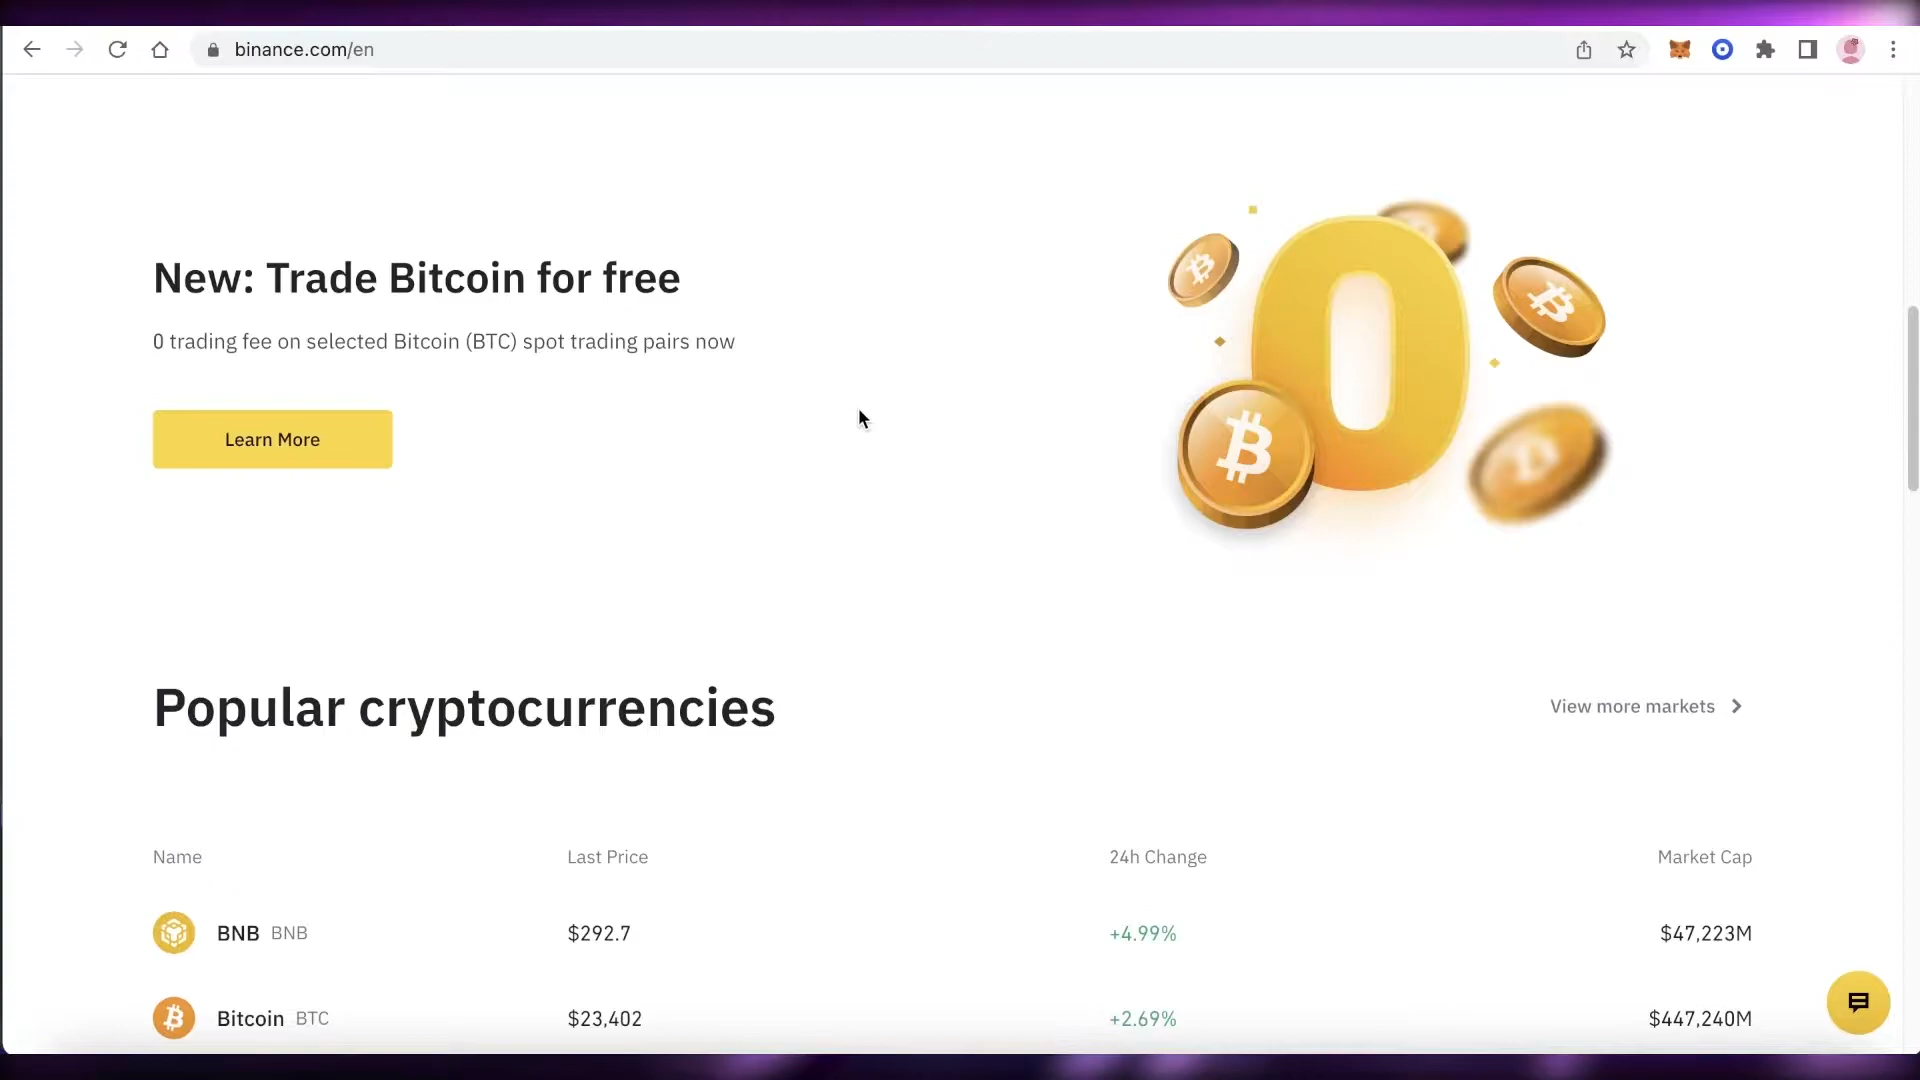 binance.com/en
New: Trade Bitcoin for free
0 trading fee on selected Bitcoin (BTC) spot trading pairs now
Learn More
0
Popular cryptocurrencies
View more markets
Name Last Price 24h Change Market Cap
BNB BNB $292.7 +4.99% $47,223M
Bitcoin BTC $23,402 +2.69% $447,240M